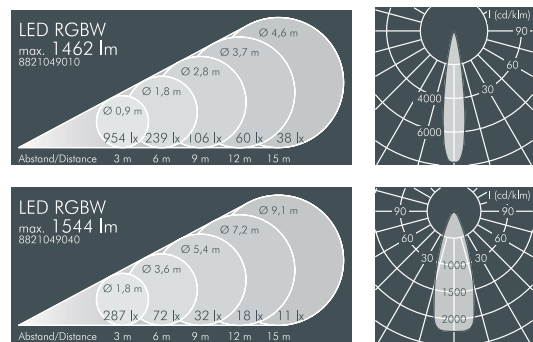 LED RGBW
max. 1462 lm
8821049010
Ø 4,6 m
Ø 3,7 m
Ø 2,8 m
Ø 1,8 m
Ø 0,9 m
954 lx 239 lx 106 lx 60 lx 38 lx
Abstand/Distance 3 m 6 m 9 m 12 m 15 m
I (cd/klm)
90
60
30
4000
6000
LED RGBW
max. 1544 lm
8821049040
Ø 9,1 m
Ø 7,2 m
Ø 5,4 m
Ø 3,6 m
Ø 1,8 m
287 lx 72 lx 32 lx 18 lx 11 lx
Abstand/Distance 3 m 6 m 9 m 12 m 15 m
I (cd/klm)
90 90
60 60
30 1000 30
1500
2000